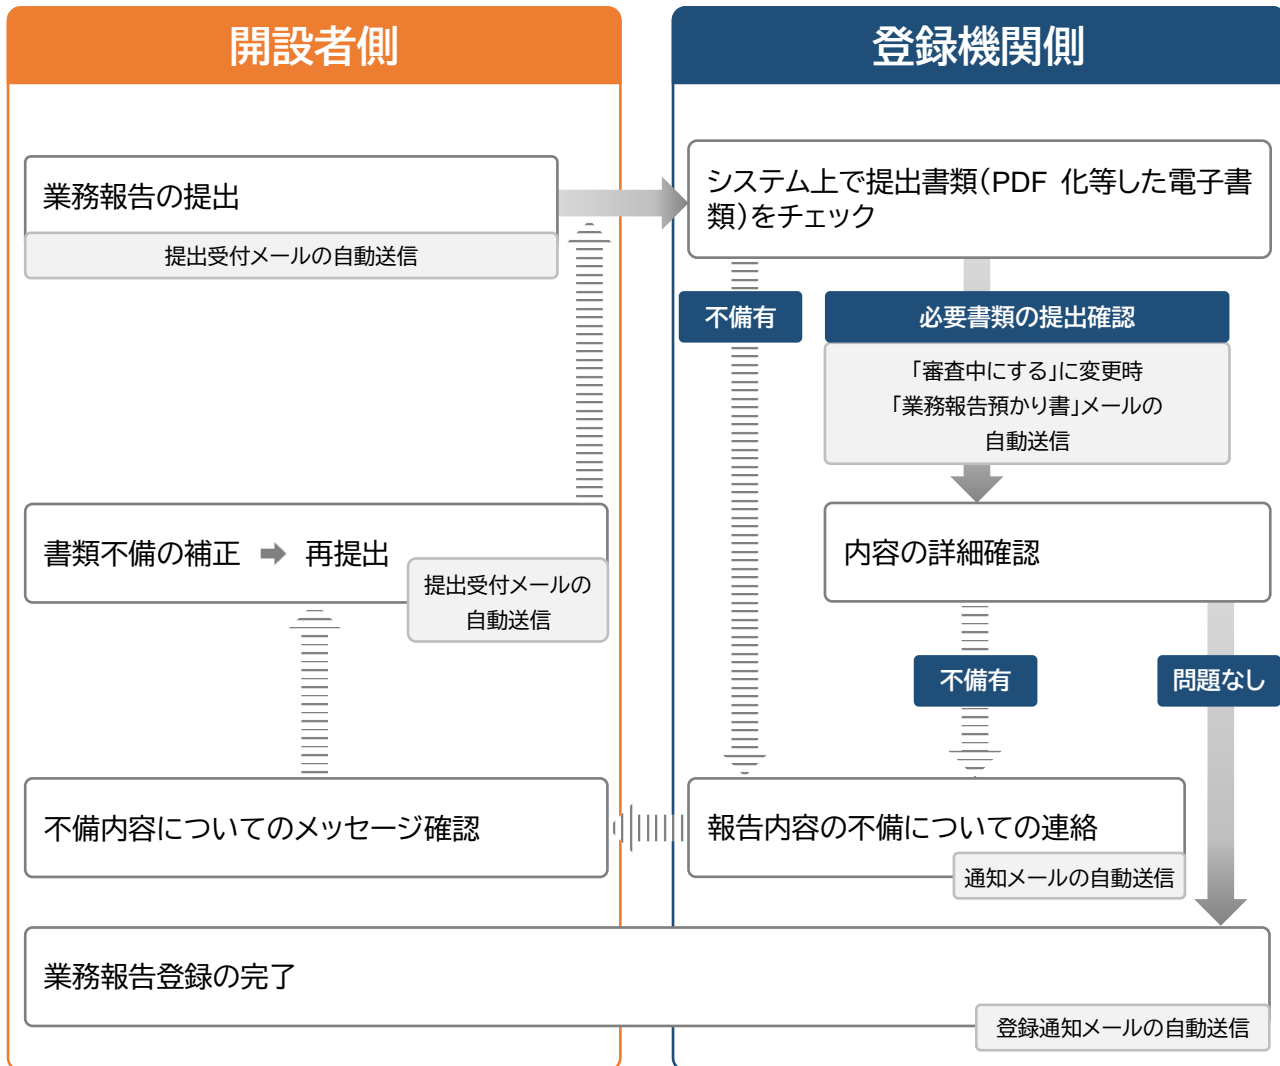 開設者側
登録機関側
業務報告の提出
提出受付メールの自動送信
システム上で提出書類(PDF 化等した電子書
類)をチェック
不備有
必要書類の提出確認
「審査中にする」に変更時
「業務報告預かり書」メールの
自動送信
書類不備の補正 ➡ 再提出
提出受付メールの
自動送信
内容の詳細確認
不備有
問題なし
不備内容についてのメッセージ確認
報告内容の不備についての連絡
通知メールの自動送信
業務報告登録の完了
登録通知メールの自動送信